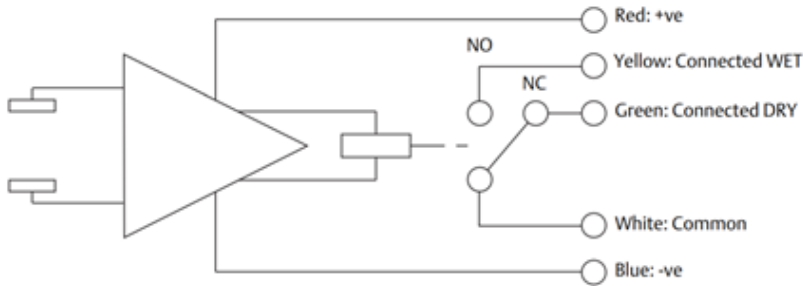 Red: +ve
NO
Yellow: Connected WET
NC
Green: Connected DRY
White: Common
Blue: -ve